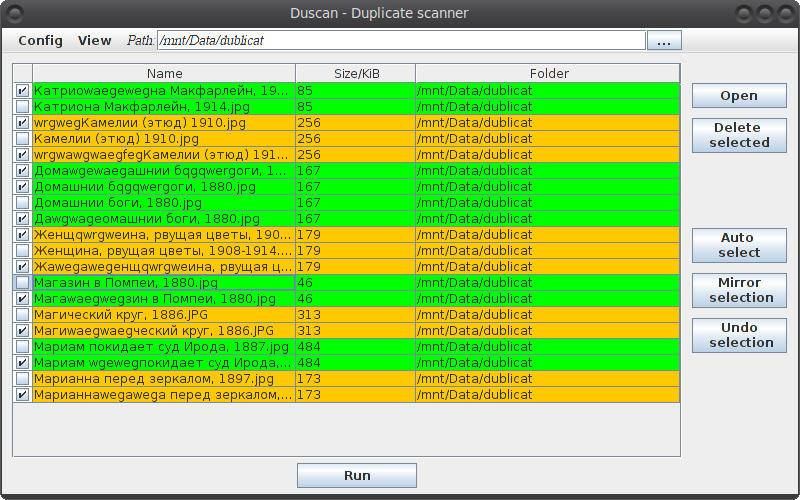 Duscan - Duplicate scanner
Config View Path: /mnt/Data/dublicat ...
Name Size/KiB Folder
Катриоwaegewegна Макфарлейн, 19... 85 /mnt/Data/dublicat
Катриона Макфарлейн, 1914.jpg 85 /mnt/Data/dublicat
wrgwegКамелии (этюд) 1910.jpg 256 /mnt/Data/dublicat
Камелии (этюд) 1910.jpg 256 /mnt/Data/dublicat
wrgwawgwaegfegКамелии (этюд) 191... 256 /mnt/Data/dublicat
Домаwgewaegашнии бqgqwergоги, 1... 167 /mnt/Data/dublicat
Домашнии бqgqwergоги, 1880.jpg 167 /mnt/Data/dublicat
Домашнии боги, 1880.jpg 167 /mnt/Data/dublicat
Даwgwageомашнии боги, 1880.jpg 167 /mnt/Data/dublicat
Женщqwrgweина, рвущая цветы, 190... 179 /mnt/Data/dublicat
Женщина, рвущая цветы, 1908-1914.... 179 /mnt/Data/dublicat
Жаwegawegенщqwrgweина, рвущая ц... 179 /mnt/Data/dublicat
Магазин в Помпеи, 1880.jpg 46 /mnt/Data/dublicat
Магаwaegwegзин в Помпеи, 1880.jpg 46 /mnt/Data/dublicat
Магический круг, 1886.JPG 313 /mnt/Data/dublicat
Магиwaegwaegческий круг, 1886.JPG 313 /mnt/Data/dublicat
Мариам покидает суд Ирода, 1887.jpg 484 /mnt/Data/dublicat
Мариам wgewegпокидает суд Ирода,... 484 /mnt/Data/dublicat
Марианна перед зеркалом, 1897.jpg 173 /mnt/Data/dublicat
Марианнаwegawega перед зеркалом,... 173 /mnt/Data/dublicat
Open
Delete
selected
Auto
select
Mirror
selection
Undo
selection
Run